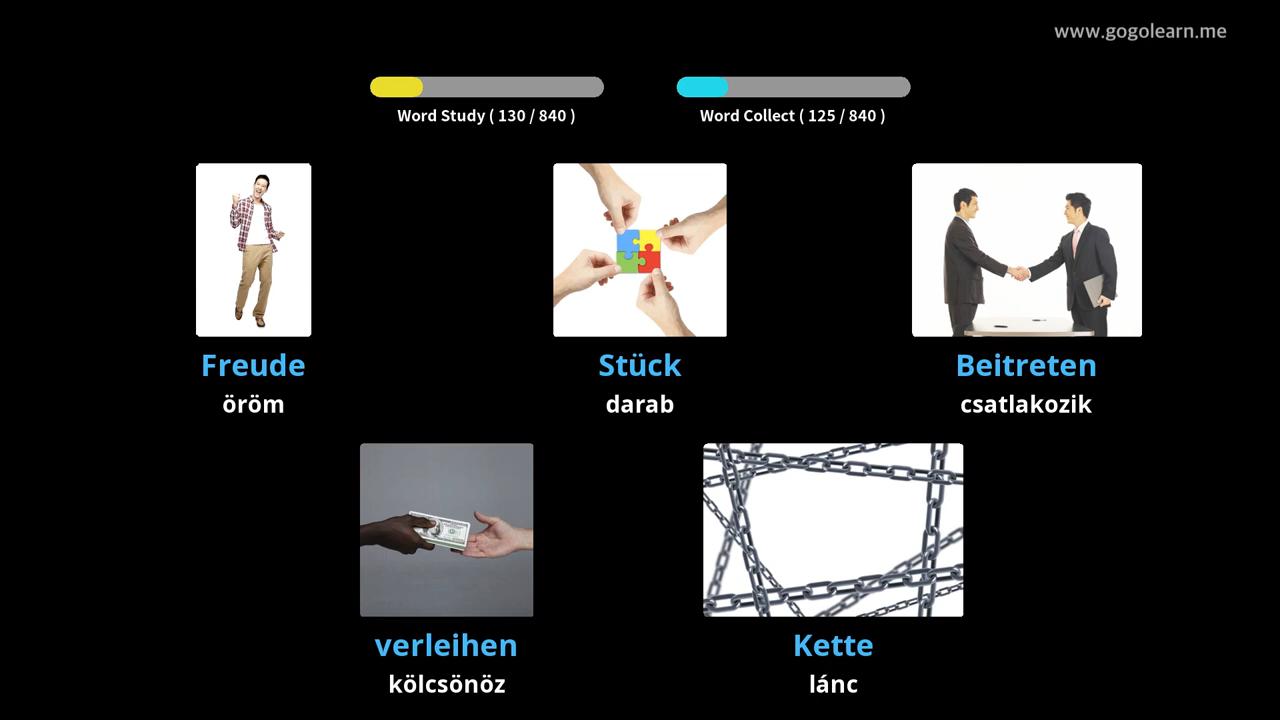 www.gogolearn.me
Word Study ( 130 / 840 )
Word Collect ( 125 / 840 )
Freude
öröm
Stück
darab
Beitreten
csatlakozik
verleihen
kölcsönöz
Kette
lánc